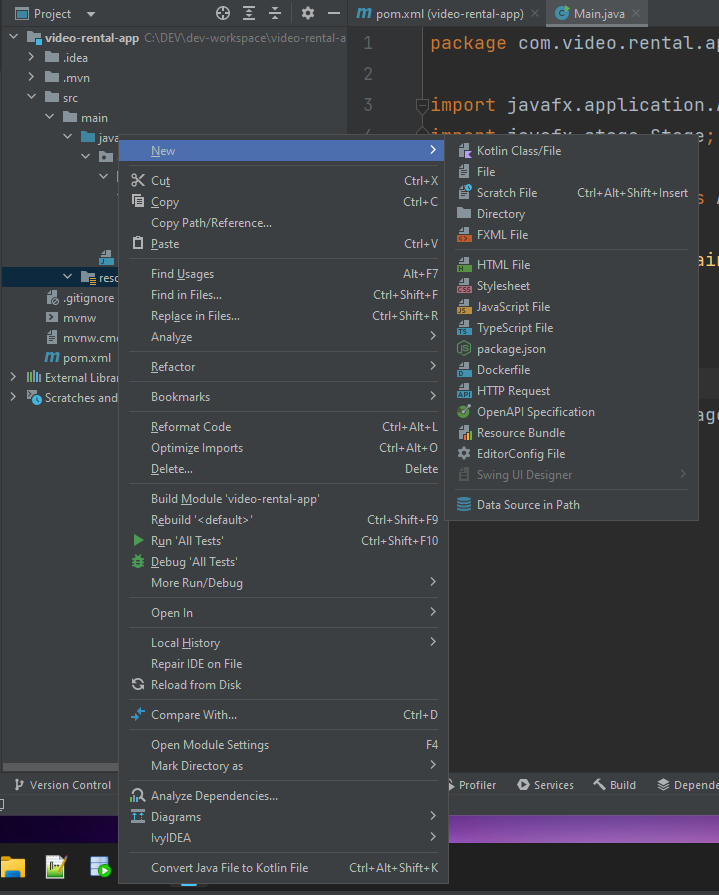 Project
pom.xml (video-rental-app)
Main.java
video-rental-app C:\DEV\dev-workspace\video-rental-a
.idea
.mvn
src
main
java
reso
.gitignore
mvnw
mvnw.cmd
pom.xml
External Librar
Scratches and
1 package com.video.rental.ap
2
3 import javafx.application.A
4 import javafx.stage.Stage;
s A
ain
age
New
Cut Ctrl+X
Copy Ctrl+C
Copy Path/Reference...
Paste Ctrl+V
Find Usages Alt+F7
Find in Files... Ctrl+Shift+F
Replace in Files... Ctrl+Shift+R
Analyze
Refactor
Bookmarks
Reformat Code Ctrl+Alt+L
Optimize Imports Ctrl+Alt+O
Delete... Delete
Build Module 'video-rental-app'
Rebuild '<default>' Ctrl+Shift+F9
Run 'All Tests' Ctrl+Shift+F10
Debug 'All Tests'
More Run/Debug
Open In
Local History
Repair IDE on File
Reload from Disk
Compare With... Ctrl+D
Open Module Settings F4
Mark Directory as
Analyze Dependencies...
Diagrams
IvyIDEA
Convert Java File to Kotlin File Ctrl+Alt+Shift+K
Kotlin Class/File
File
Scratch File Ctrl+Alt+Shift+Insert
Directory
FXML File
HTML File
Stylesheet
JavaScript File
TypeScript File
package.json
Dockerfile
HTTP Request
OpenAPI Specification
Resource Bundle
EditorConfig File
Swing UI Designer
Data Source in Path
Version Control
Profiler
Services
Build
Depende